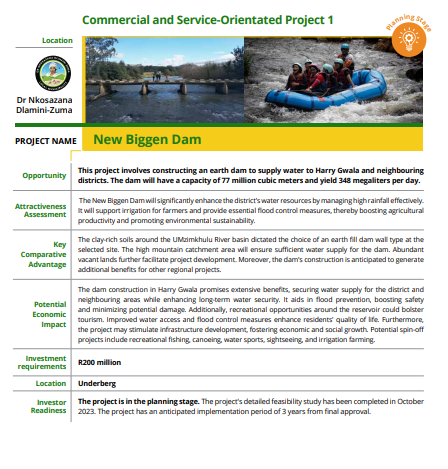 Commercial and Service-Orientated Project 1
Planning Stage
Location
Dr Nkosazana
Dlamini-Zuma
PROJECT NAME
New Biggen Dam
Opportunity
This project involves constructing an earth dam to supply water to Harry Gwala and neighbouring
districts. The dam will have a capacity of 77 million cubic meters and yield 348 megaliters per day.
Attractiveness
Assessment
The New Biggen Dam will significantly enhance the district's water resources by managing high rainfall effectively.
It will support irrigation for farmers and provide essential flood control measures, thereby boosting agricultural
productivity and promoting environmental sustainability.
Key
Comparative
Advantage
The clay-rich soils around the UMzimkhulu River basin dictated the choice of an earth fill dam wall type at the
selected site. The high mountain catchment area will ensure sufficient water supply for the dam. Abundant
vacant lands further facilitate project development. Moreover, the dam's construction is anticipated to generate
additional benefits for other regional projects.
Potential
Economic
Impact
The dam construction in Harry Gwala promises extensive benefits, securing water supply for the district and
neighbouring areas while enhancing long-term water security. It aids in flood prevention, boosting safety
and minimizing potential damage. Additionally, recreational opportunities around the reservoir could bolster
tourism. Improved water access and flood control measures enhance residents' quality of life. Furthermore,
the project may stimulate infrastructure development, fostering economic and social growth. Potential spin-off
projects include recreational fishing, canoeing, water sports, sightseeing, and irrigation farming.
Investment
requirements
R200 million
Location
Underberg
Investor
Readiness
The project is in the planning stage. The project's detailed feasibility study has been completed in October
2023. The project has an anticipated implementation period of 3 years from final approval.